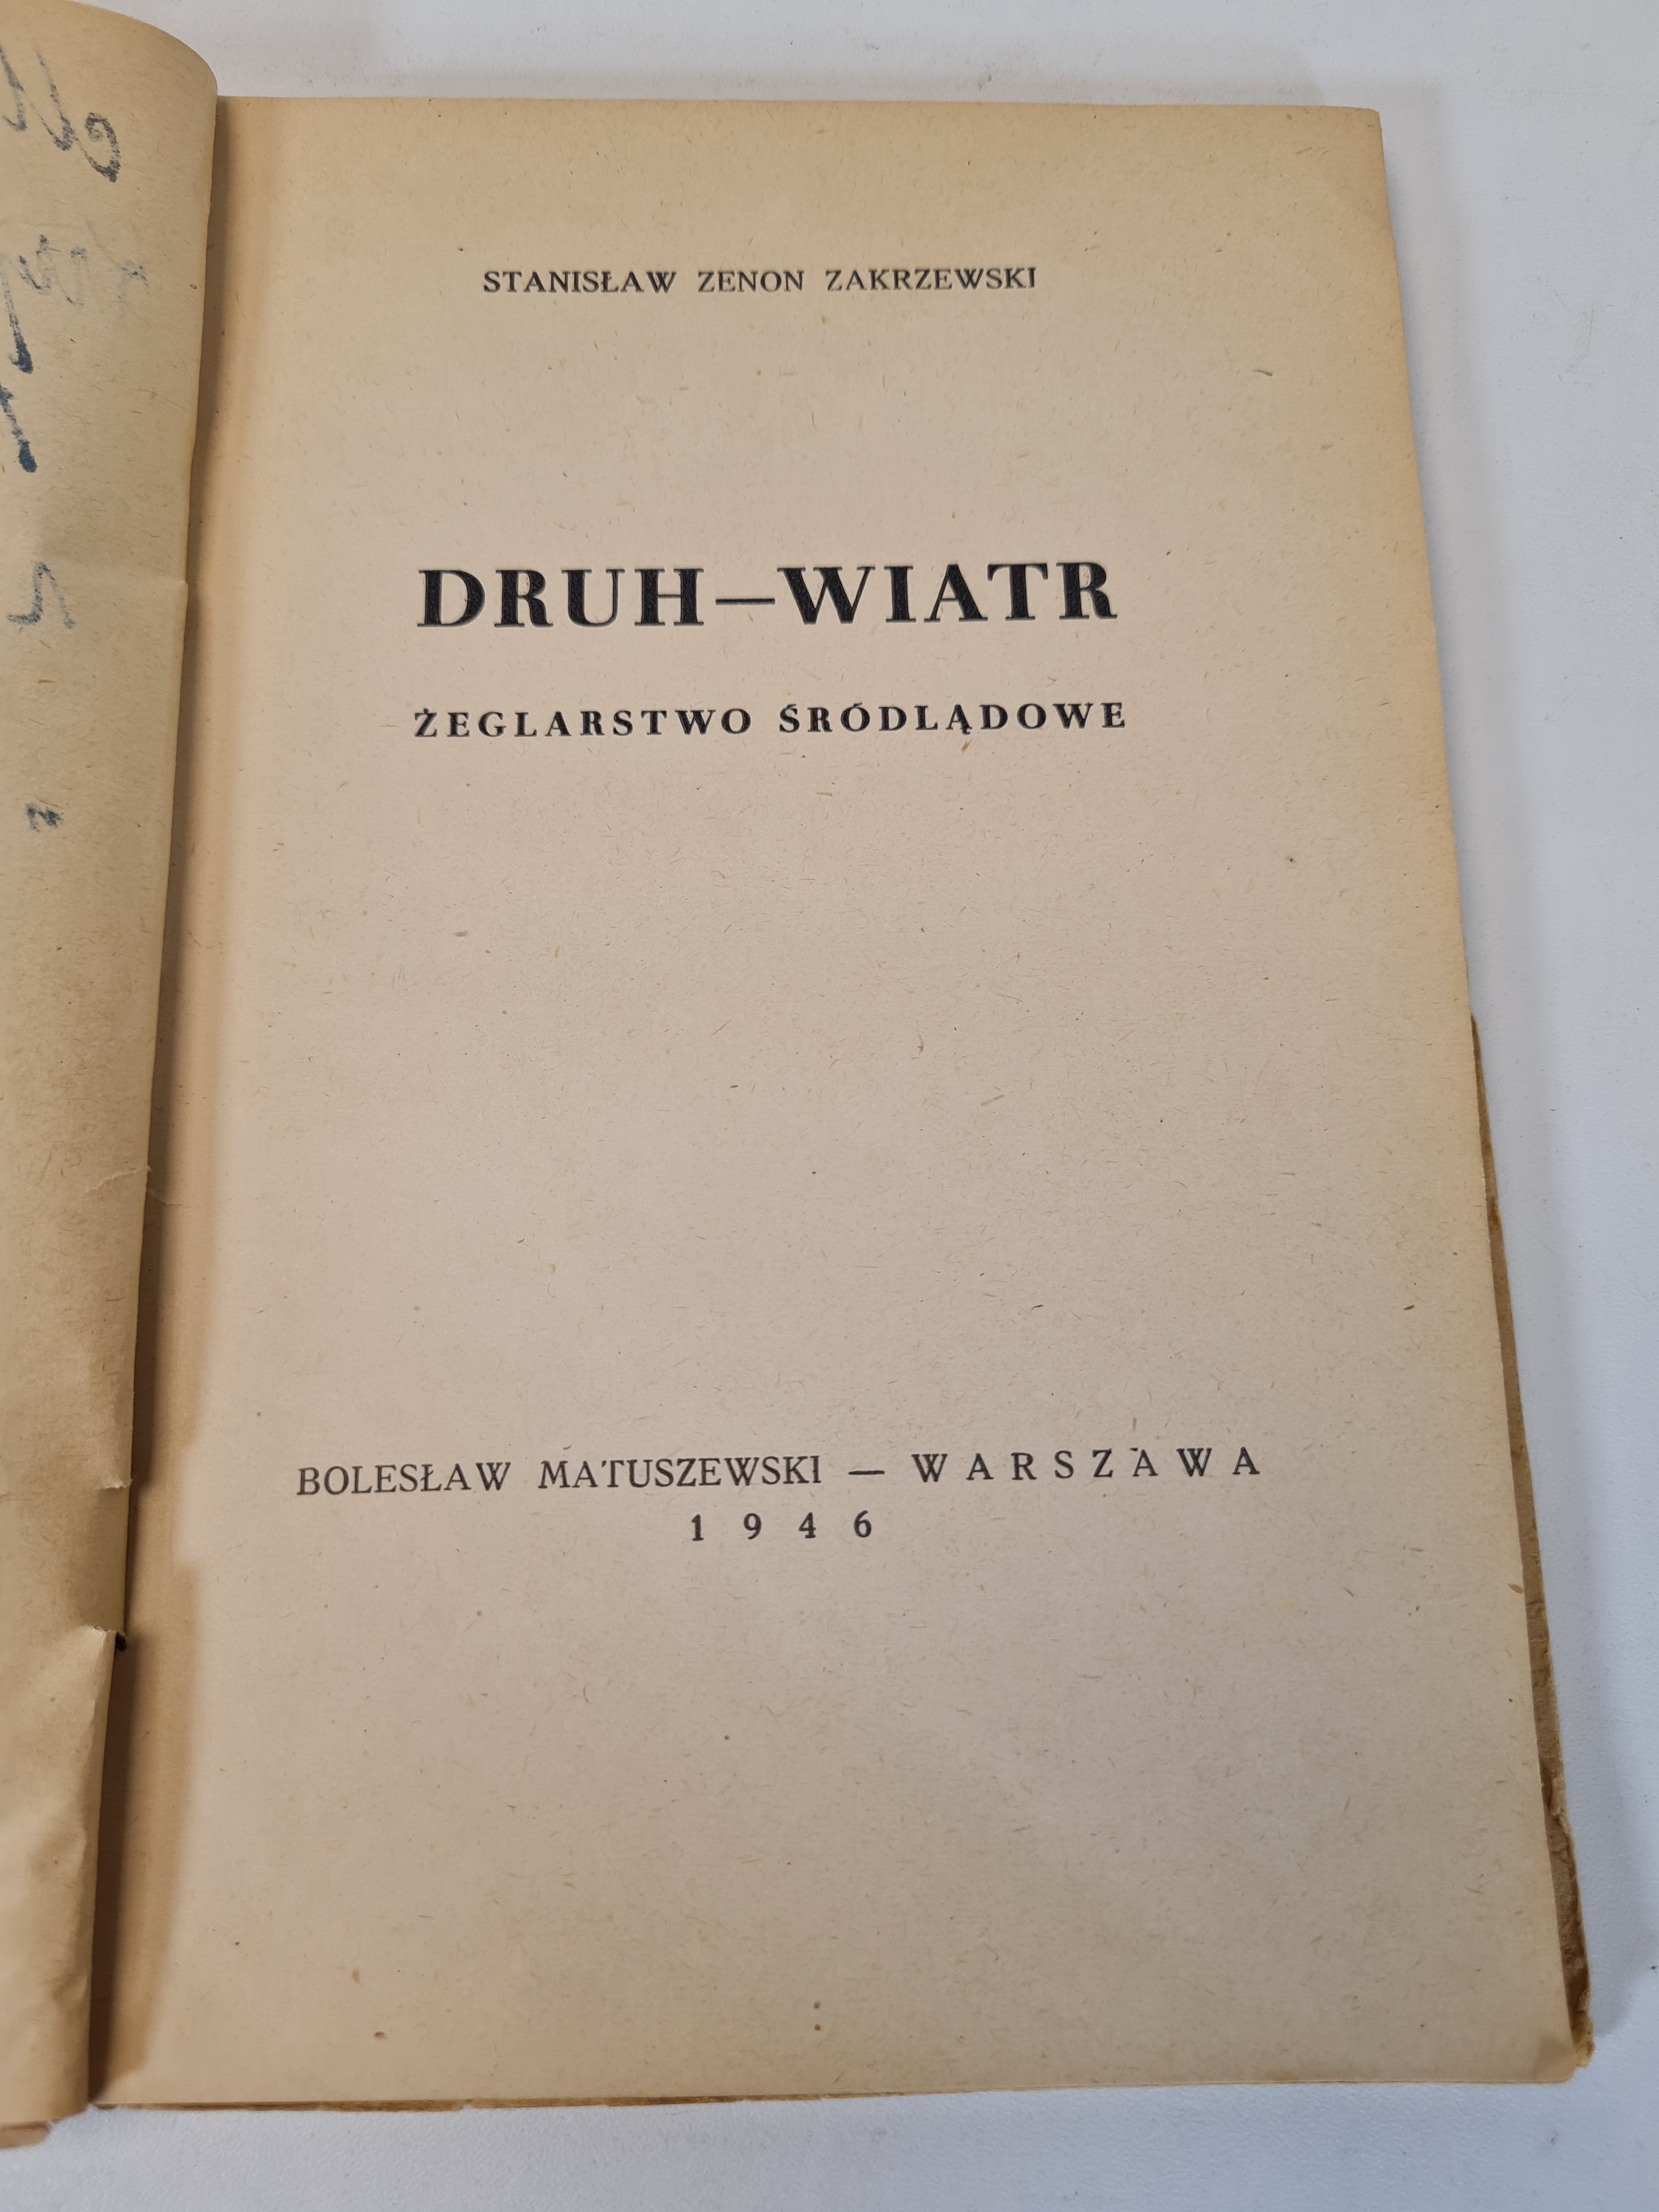 STANISŁAW ZENON ZAKRZEWSKI
DRUH—WIATR
ŻEGLARSTWO ŚRÓDLĄDOWE
BOLESŁAW MATUSZEWSKI — WARSZAWA
1946